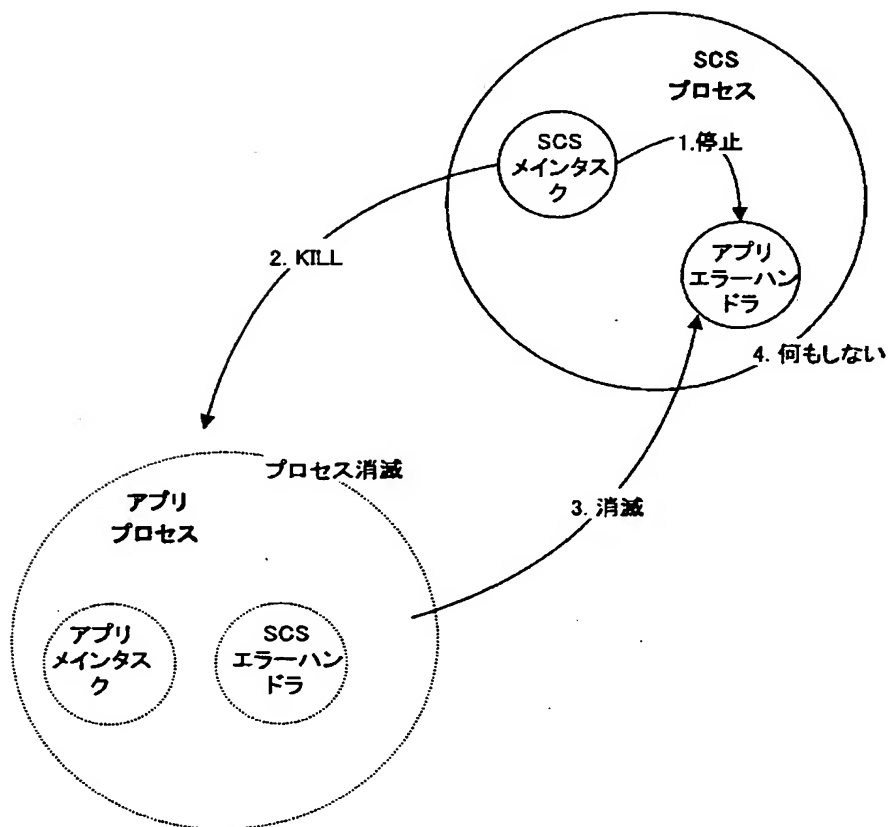 SCS
プロセス
SCS
メインタス
ク
1.停止
2. KILL
アプリ
エラーハン
ドラ
4. 何もしない
プロセス消滅
アプリ
プロセス
3. 消滅
アプリ
メインタス
ク
SCS
エラーハン
ドラ